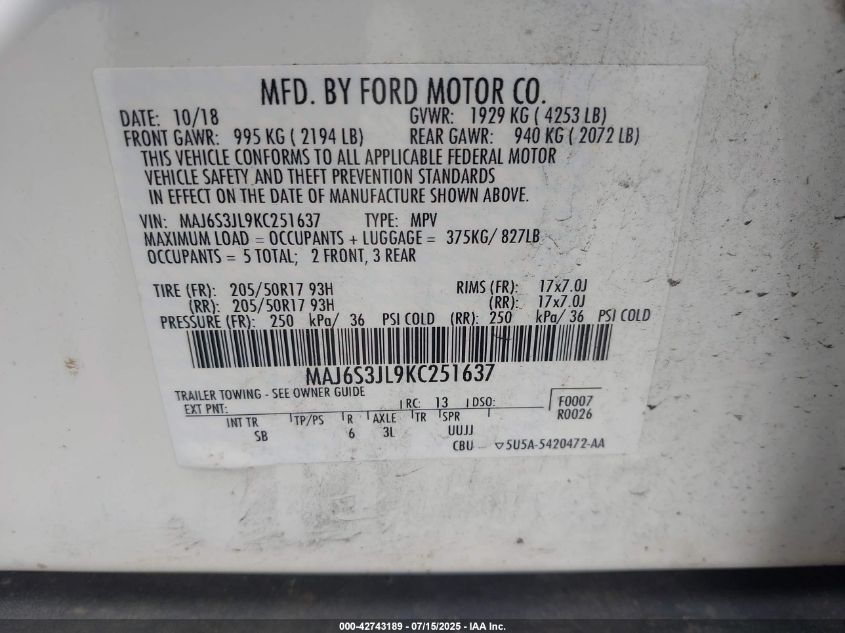 MFD. BY FORD MOTOR CO.
DATE: 10/18 GVWR: 1929 KG ( 4253 LB)
FRONT GAWR: 995 KG ( 2194 LB) REAR GAWR: 940 KG ( 2072 LB)
THIS VEHICLE CONFORMS TO ALL APPLICABLE FEDERAL MOTOR
VEHICLE SAFETY AND THEFT PREVENTION STANDARDS
IN EFFECT ON THE DATE OF MANUFACTURE SHOWN ABOVE.
VIN: MAJ6S3JL9KC251637 TYPE: MPV
MAXIMUM LOAD = OCCUPANTS + LUGGAGE = 375KG/ 827LB
OCCUPANTS = 5 TOTAL; 2 FRONT, 3 REAR
TIRE (FR): 205/50R17 93H RIMS (FR): 17x7.0J
(RR): 205/50R17 93H (RR): 17x7.0J
PRESSURE (FR): 250 kPa/ 36 PSI COLD (RR): 250 kPa/ 36 PSI COLD
MAJ6S3JL9KC251637
TRAILER TOWING - SEE OWNER GUIDE
EXT PNT: RC: 13 DSO: F0007
R0026
INT TR TP/PS R AXLE TR SPR
SB 6 3L UUJJ
CBU 5U5A-5420472-AA
000-42743189 - 07/15/2025 - IAA Inc.